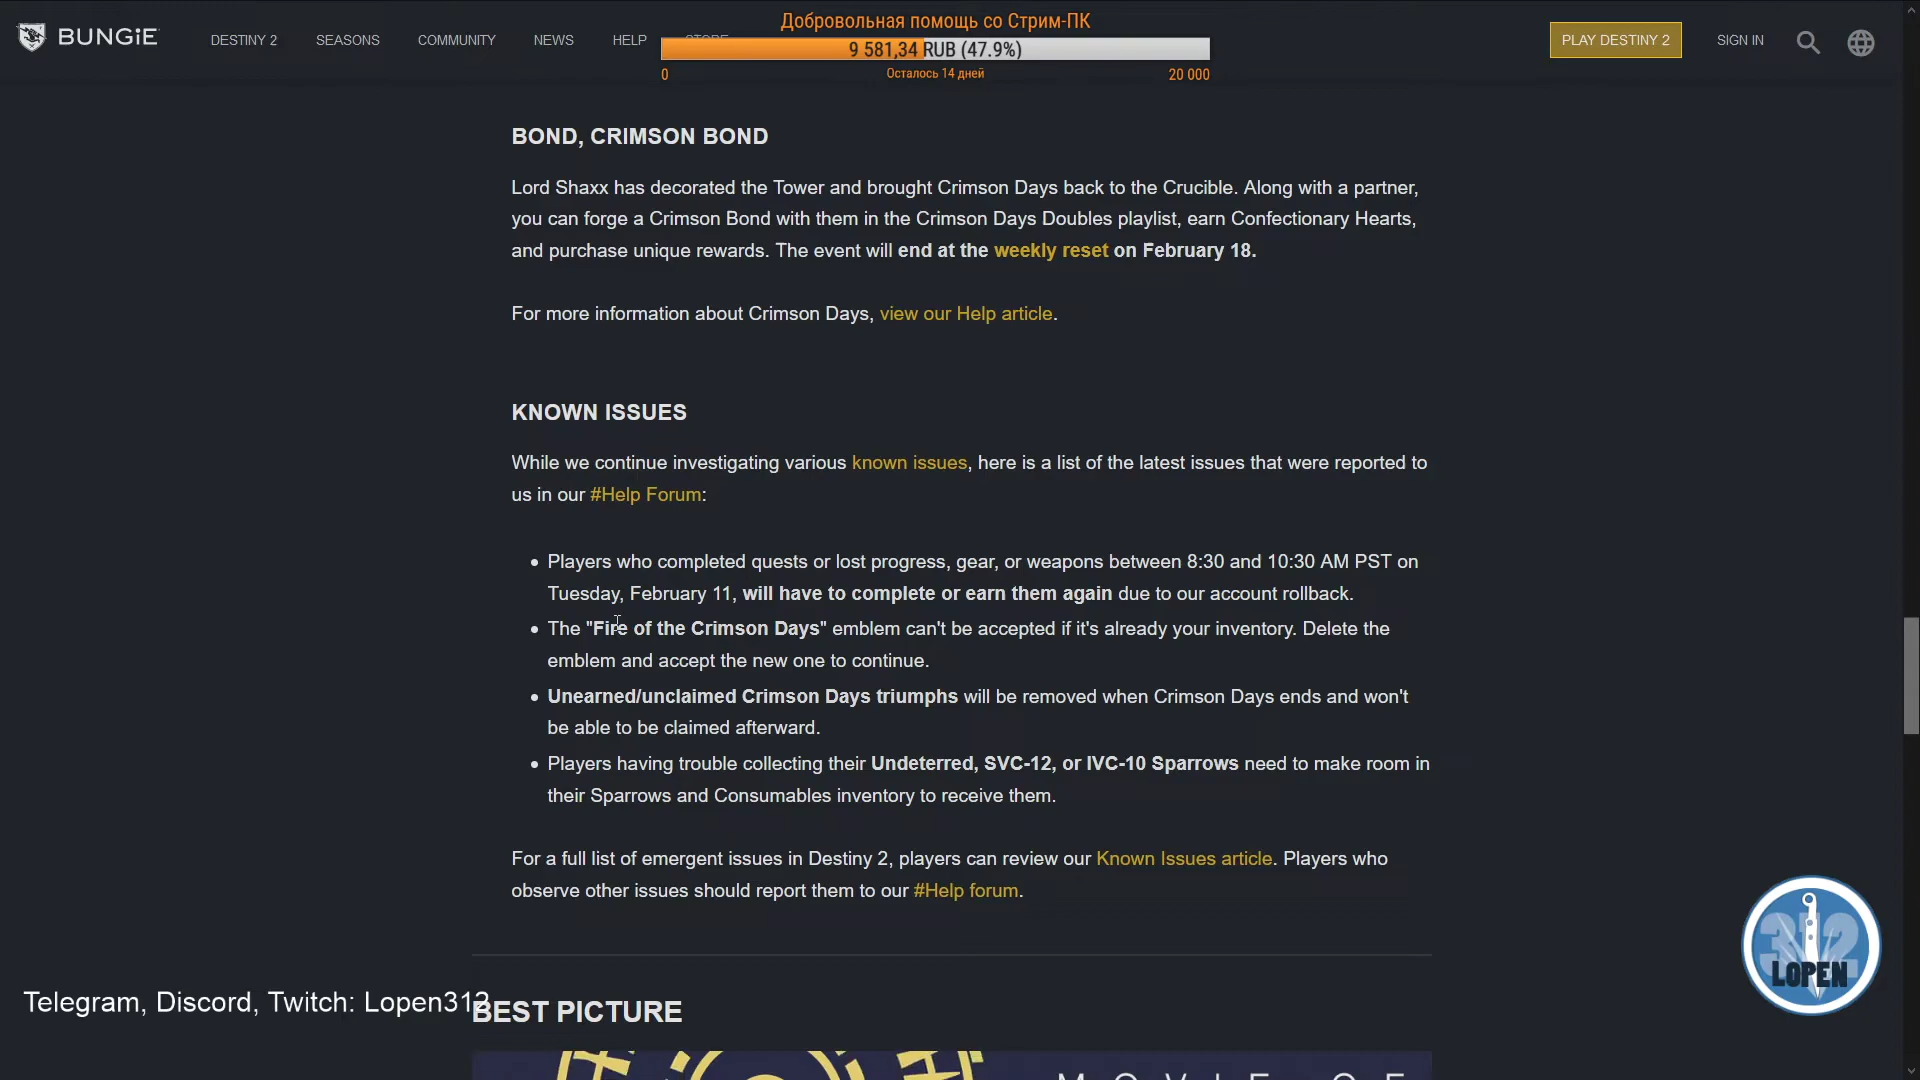 BUNGiE
DESTINY 2
SEASONS
COMMUNITY
NEWS
HELP
STORE
Добровольная помощь со Стрим-ПК
9 581,34 RUB (47.9%)
0
Осталось 14 дней
20 000
PLAY DESTINY 2
SIGN IN
BOND, CRIMSON BOND
Lord Shaxx has decorated the Tower and brought Crimson Days back to the Crucible. Along with a partner,
you can forge a Crimson Bond with them in the Crimson Days Doubles playlist, earn Confectionary Hearts,
and purchase unique rewards. The event will end at the weekly reset on February 18.
For more information about Crimson Days, view our Help article.
KNOWN ISSUES
While we continue investigating various known issues, here is a list of the latest issues that were reported to
us in our #Help Forum:
• Players who completed quests or lost progress, gear, or weapons between 8:30 and 10:30 AM PST on
Tuesday, February 11, will have to complete or earn them again due to our account rollback.
• The "Fire of the Crimson Days" emblem can't be accepted if it's already your inventory. Delete the
emblem and accept the new one to continue.
• Unearned/unclaimed Crimson Days triumphs will be removed when Crimson Days ends and won't
be able to be claimed afterward.
• Players having trouble collecting their Undeterred, SVC-12, or IVC-10 Sparrows need to make room in
their Sparrows and Consumables inventory to receive them.
For a full list of emergent issues in Destiny 2, players can review our Known Issues article. Players who
observe other issues should report them to our #Help forum.
312
LOPEN
Telegram, Discord, Twitch: Lopen312
BEST PICTURE
MOVIE OF